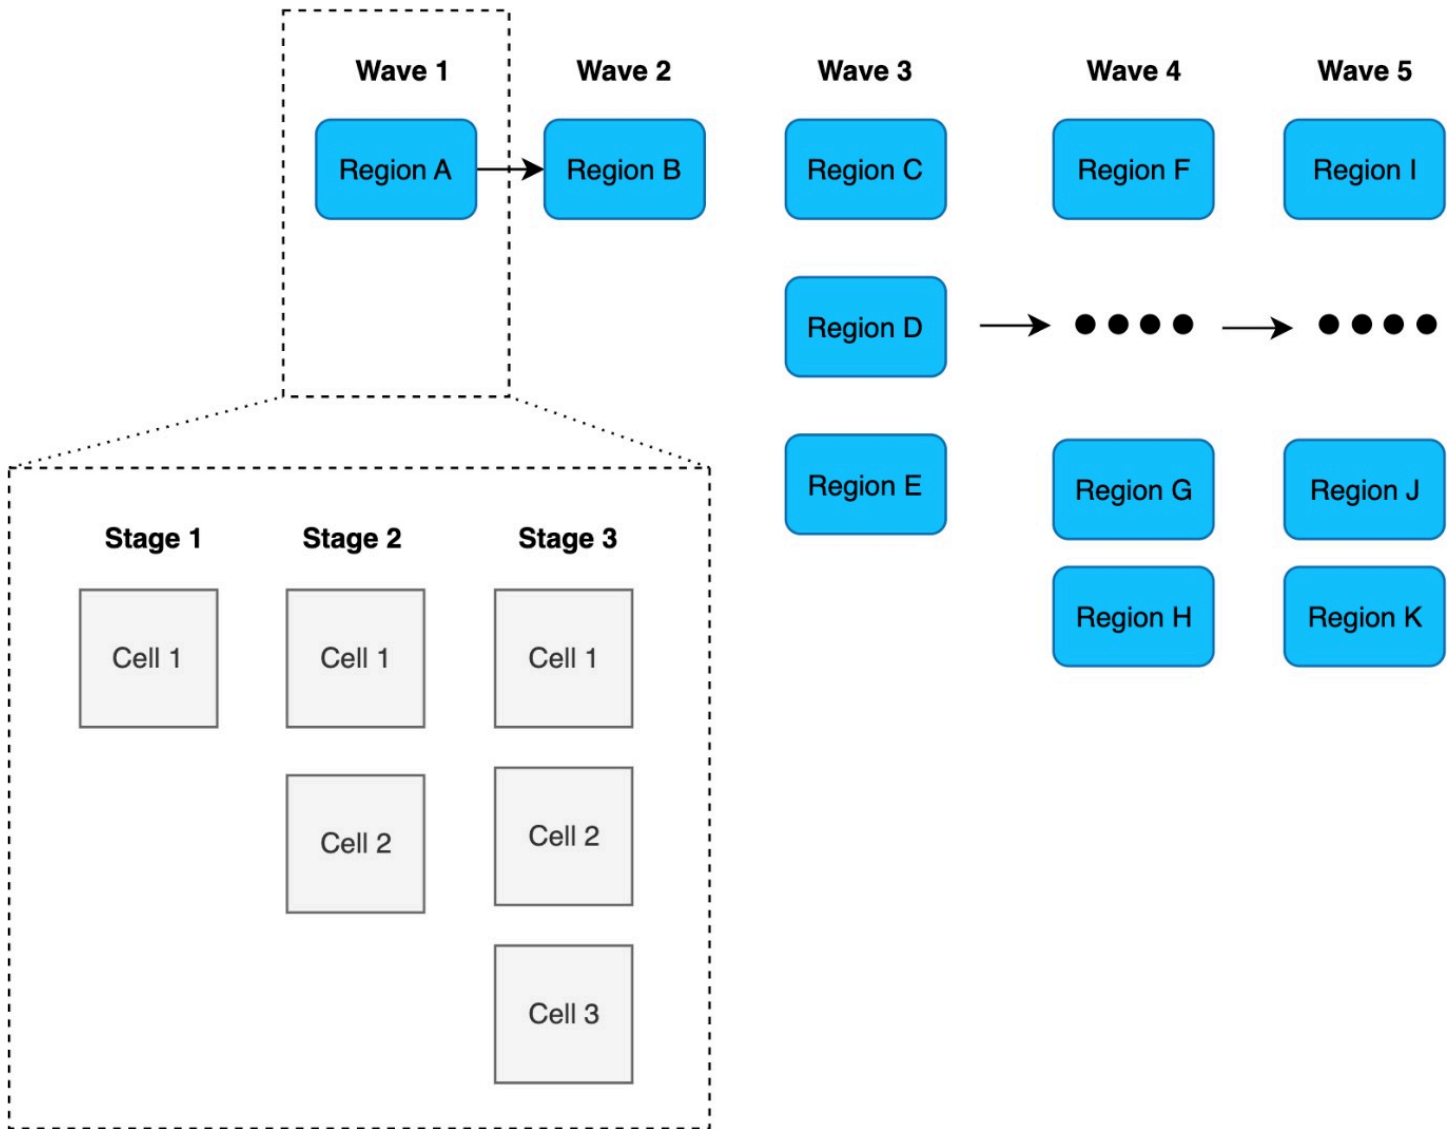 Wave 1
Wave 2
Wave 3
Wave 4
Wave 5
Region A
Region B
Region C
Region F
Region I
Region D
Region E
Region G
Region J
Region H
Region K
Stage 1
Stage 2
Stage 3
Cell 1
Cell 1
Cell 1
Cell 2
Cell 2
Cell 3